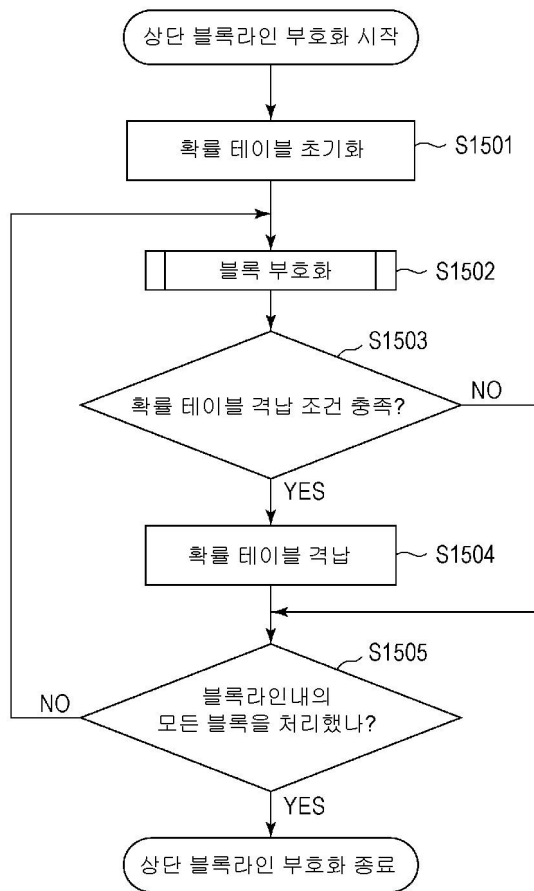 상단 블록라인 부호화 시작
확률 테이블 초기화
S1501
블록 부호화
S1502
S1503
확률 테이블 격납 조건 충족?
NO
YES
확률 테이블 격납
S1504
S1505
블록라인내의
모든 블록을 처리했나?
NO
YES
상단 블록라인 부호화 종료